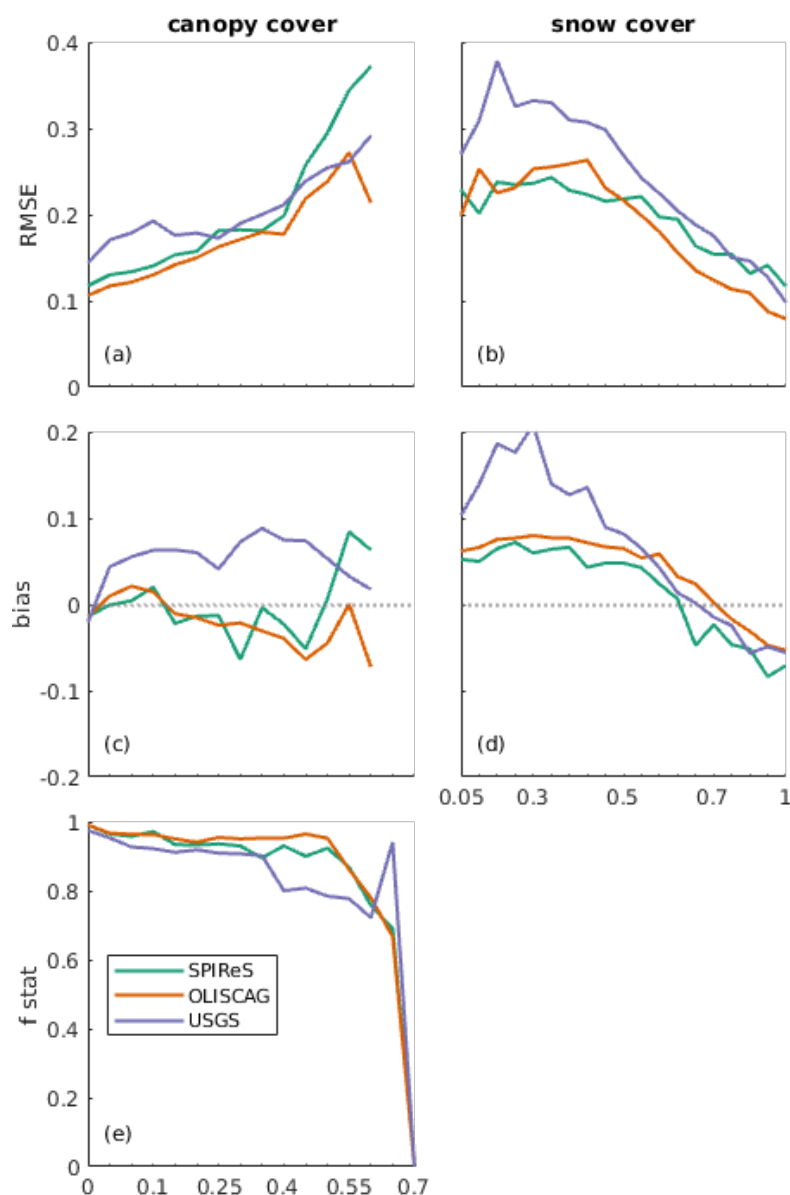 canopy cover
snow cover
0.4
0.3
0.2
0.1
0
RMSE
(a)
(b)
0.2
0.1
0
-0.1
-0.2
bias
(c)
(d)
0.05 0.3 0.5 0.7 1
1
0.8
0.6
0.4
0.2
0
f stat
SPIReS
OLISCAG
USGS
(e)
0 0.1 0.25 0.4 0.55 0.7